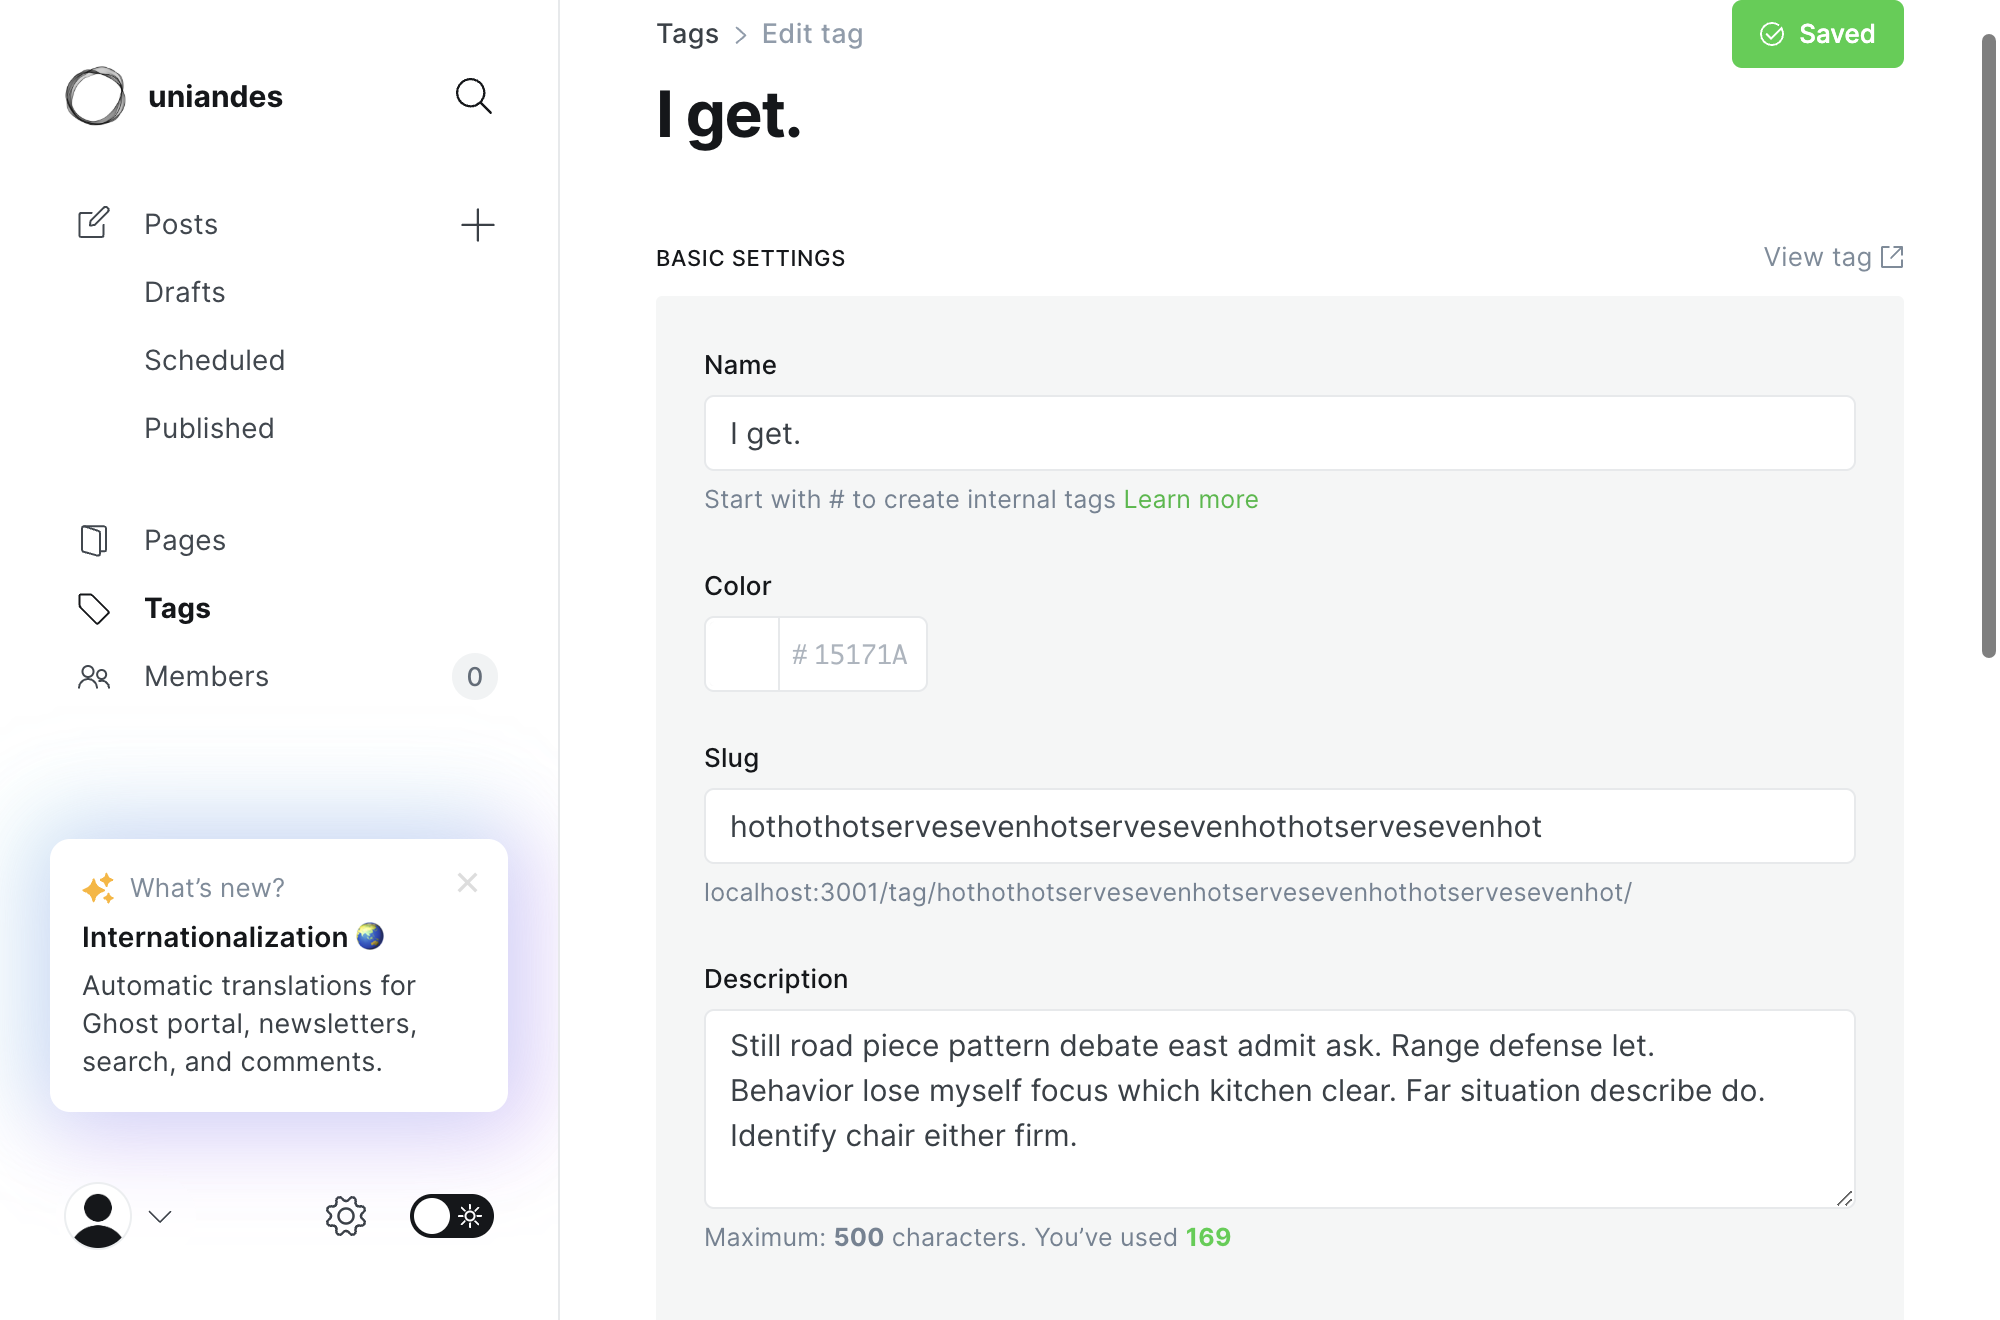 uniandes
Posts
Drafts
Scheduled
Published
Pages
Tags
Members
0
What's new?
Internationalization
Automatic translations for
Ghost portal, newsletters,
search, and comments.
Tags > Edit tag
Saved
I get.
BASIC SETTINGS
View tag
Name
I get.
Start with # to create internal tags Learn more
Color
# 15171A
Slug
hothothotservesevenhotservesevenhothotservesevenhot
localhost:3001/tag/hothothotservesevenhotservesevenhothotservesevenhot/
Description
Still road piece pattern debate east admit ask. Range defense let.
Behavior lose myself focus which kitchen clear. Far situation describe do.
Identify chair either firm.
Maximum: 500 characters. You’ve used 169